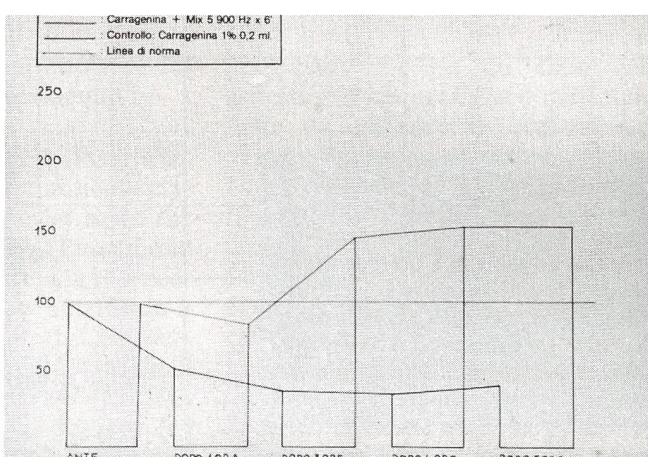 : Carragenina + Mix 5 900 Hz x 6'
: Controllo: Carragenina 1% 0,2 ml.
: Linea di norma
250
200
150
100
50
ANTE